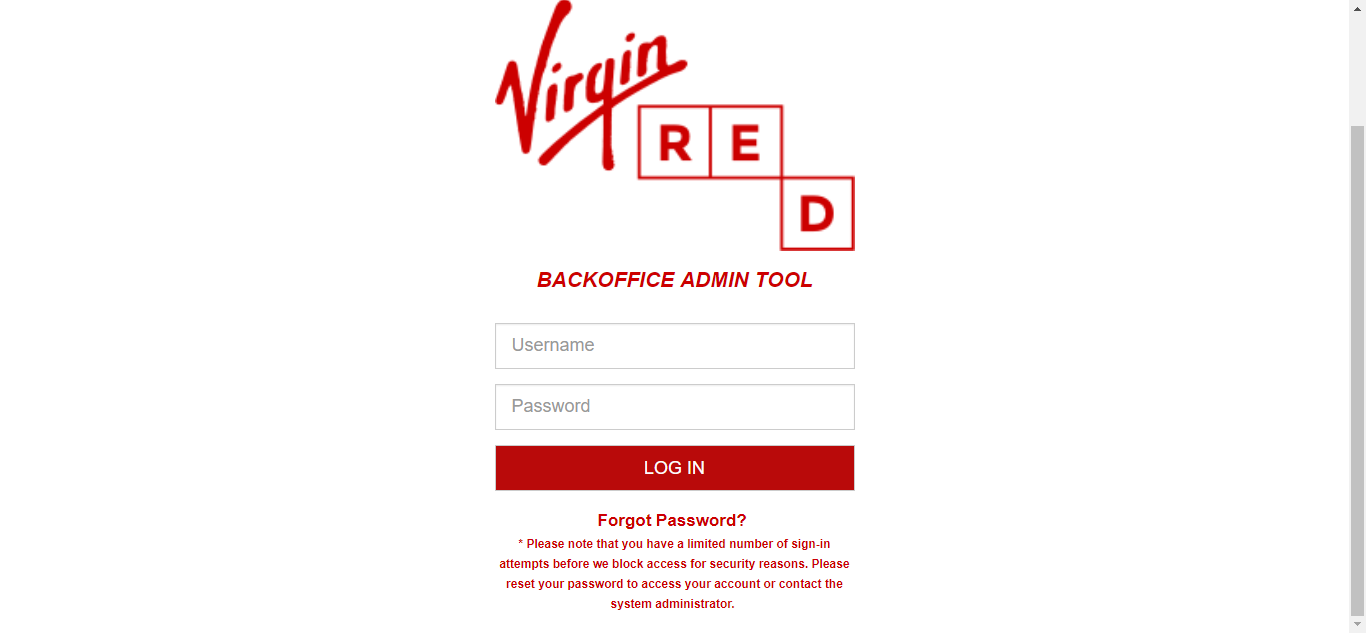 Virgin
RE
D
BACKOFFICE ADMIN TOOL
Username
Password
LOG IN
Forgot Password?
* Please note that you have a limited number of sign-in
attempts before we block access for security reasons. Please
reset your password to access your account or contact the
system administrator.